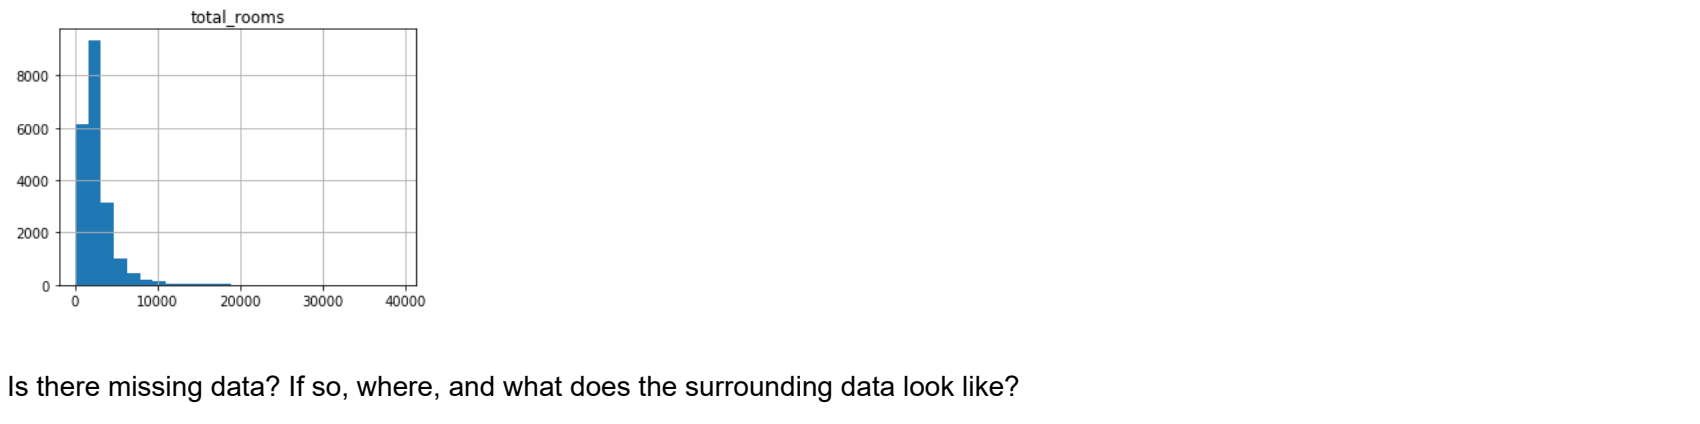 total_rooms
8000
6000
4000
2000
0
0 10000 20000 30000 40000
Is there missing data? If so, where, and what does the surrounding data look like?